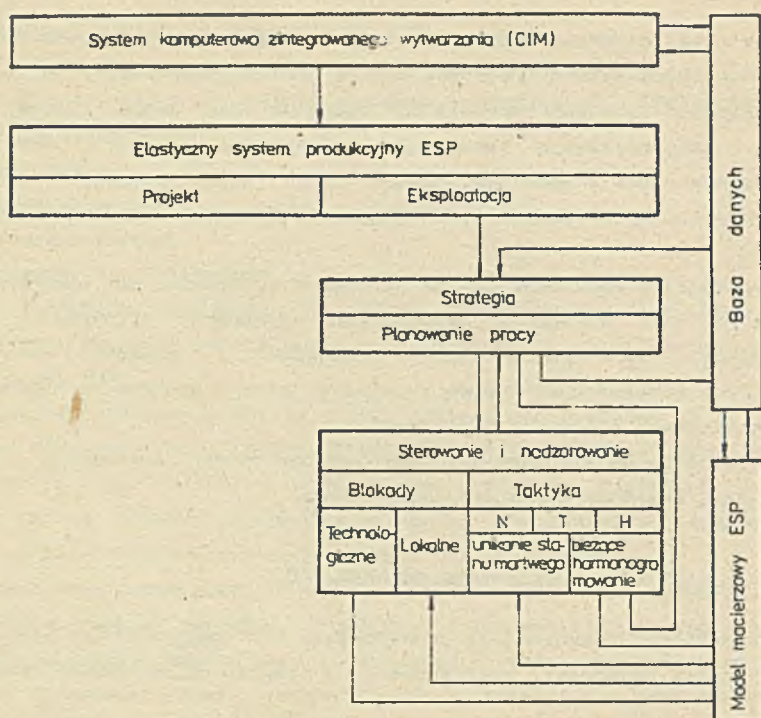 System komputerowo zintegrowanego wytwarzania (CIM)
Elastyczny system produkcyjny ESP
Projekt
Eksploatacja
Baza danych
Strategia
Planowanie pracy
Sterowanie i nadzorowanie
Blokady
Taktyka
N T H
Technolo-
giczne
Lokalne
unikanie sta-
nu martwego
bieżące
harmonogra
mowanie
Model macierzowy ESP